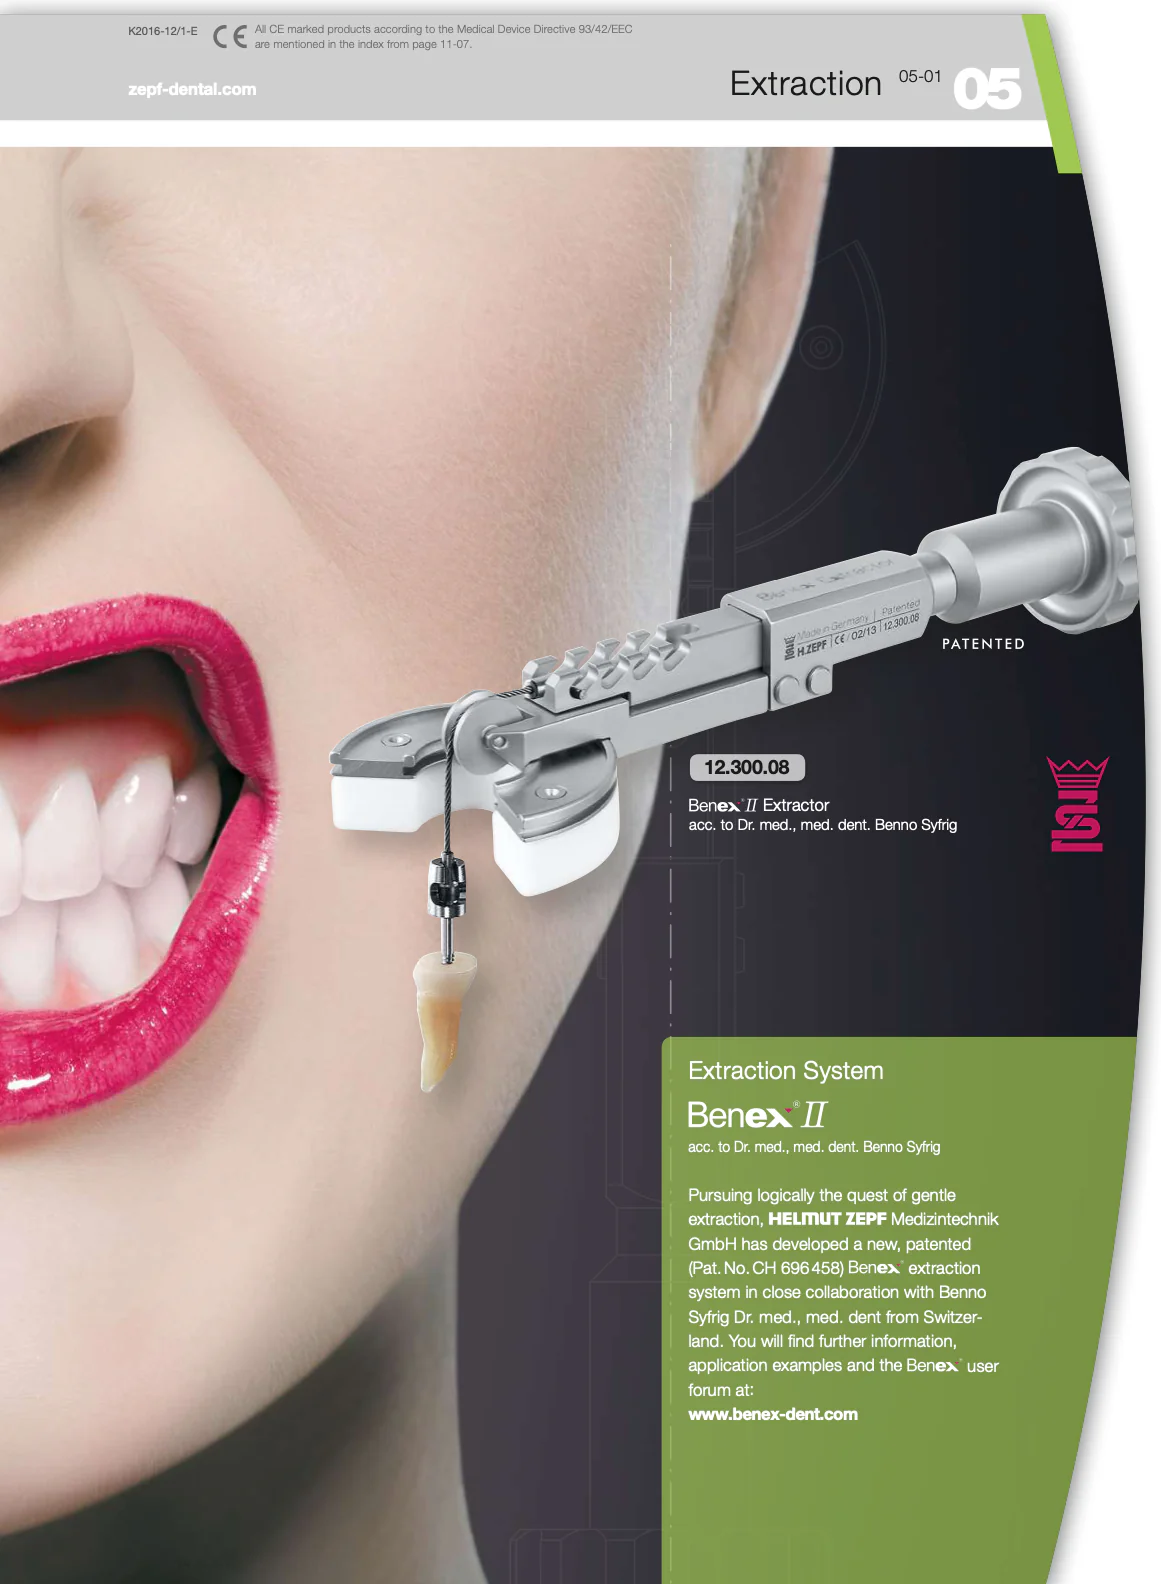 K2016-12/1-E
CE
All CE marked products according to the Medical Device Directive 93/42/EEC
are mentioned in the index from page 11-07.
zepf-dental.com
Extraction 05-01 05
Benex Extractor
Made in Germany | Patented
H.ZEPF | CE / 02/13 | 12.300.08
PATENTED
12.300.08
Benex® II Extractor
acc. to Dr. med., med. dent. Benno Syfrig
Extraction System
Benex® II
acc. to Dr. med., med. dent. Benno Syfrig
Pursuing logically the quest of gentle
extraction, HELMUT ZEPF Medizintechnik
GmbH has developed a new, patented
(Pat. No. CH 696 458) Benex® extraction
system in close collaboration with Benno
Syfrig Dr. med., med. dent from Switzer-
land. You will find further information,
application examples and the Benex® user
forum at:
www.benex-dent.com